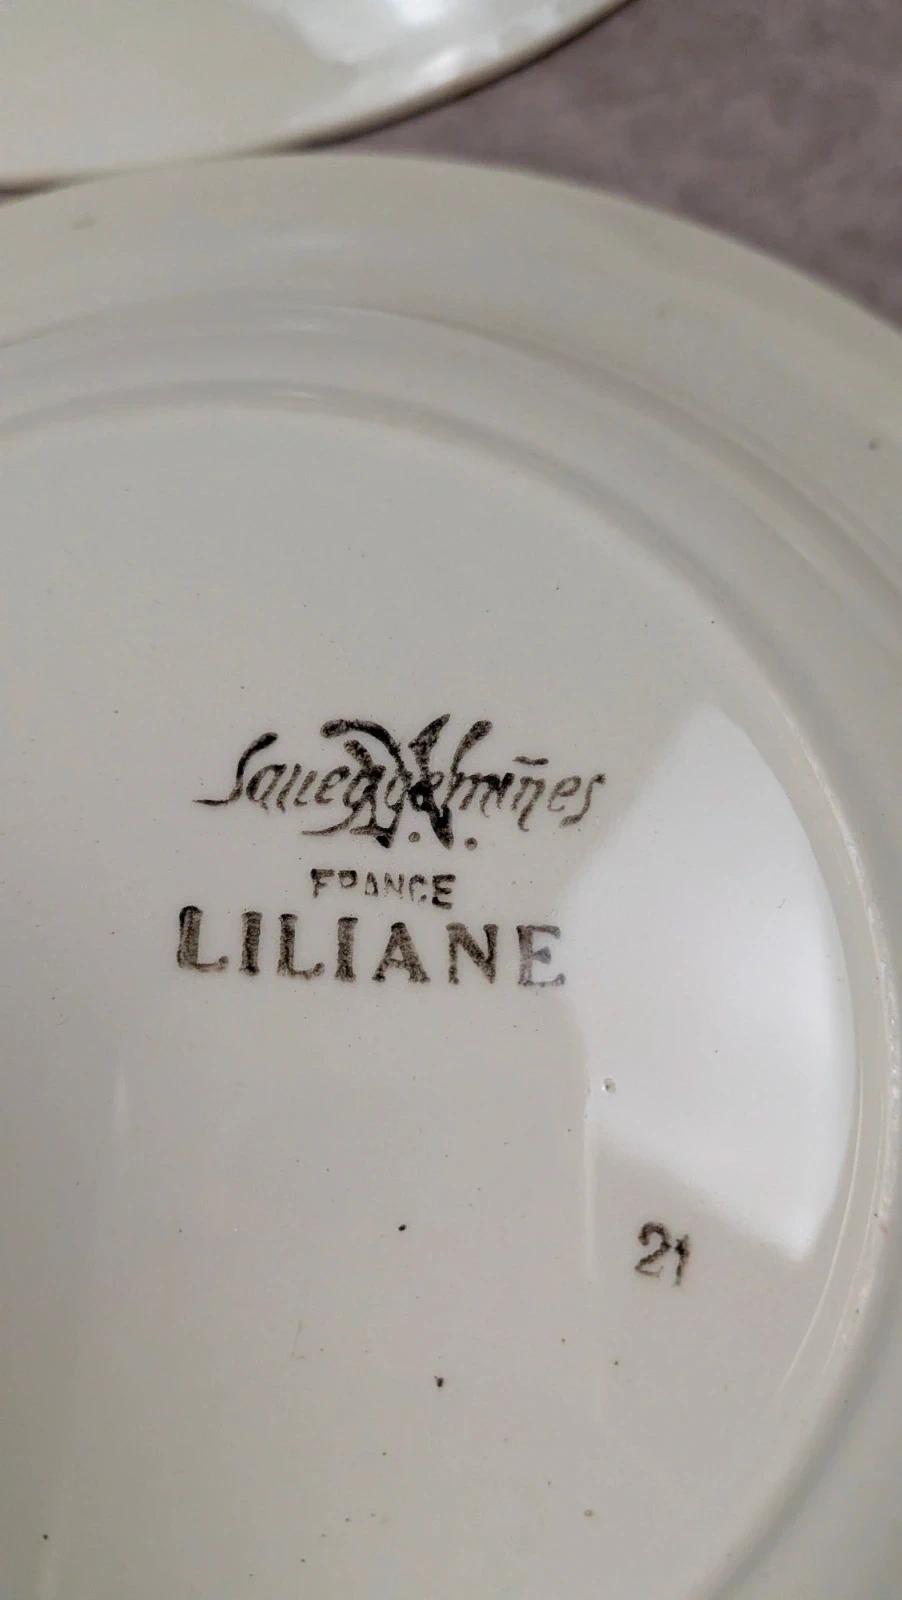 Sarreguemines
FRANCE
LILIANE
21